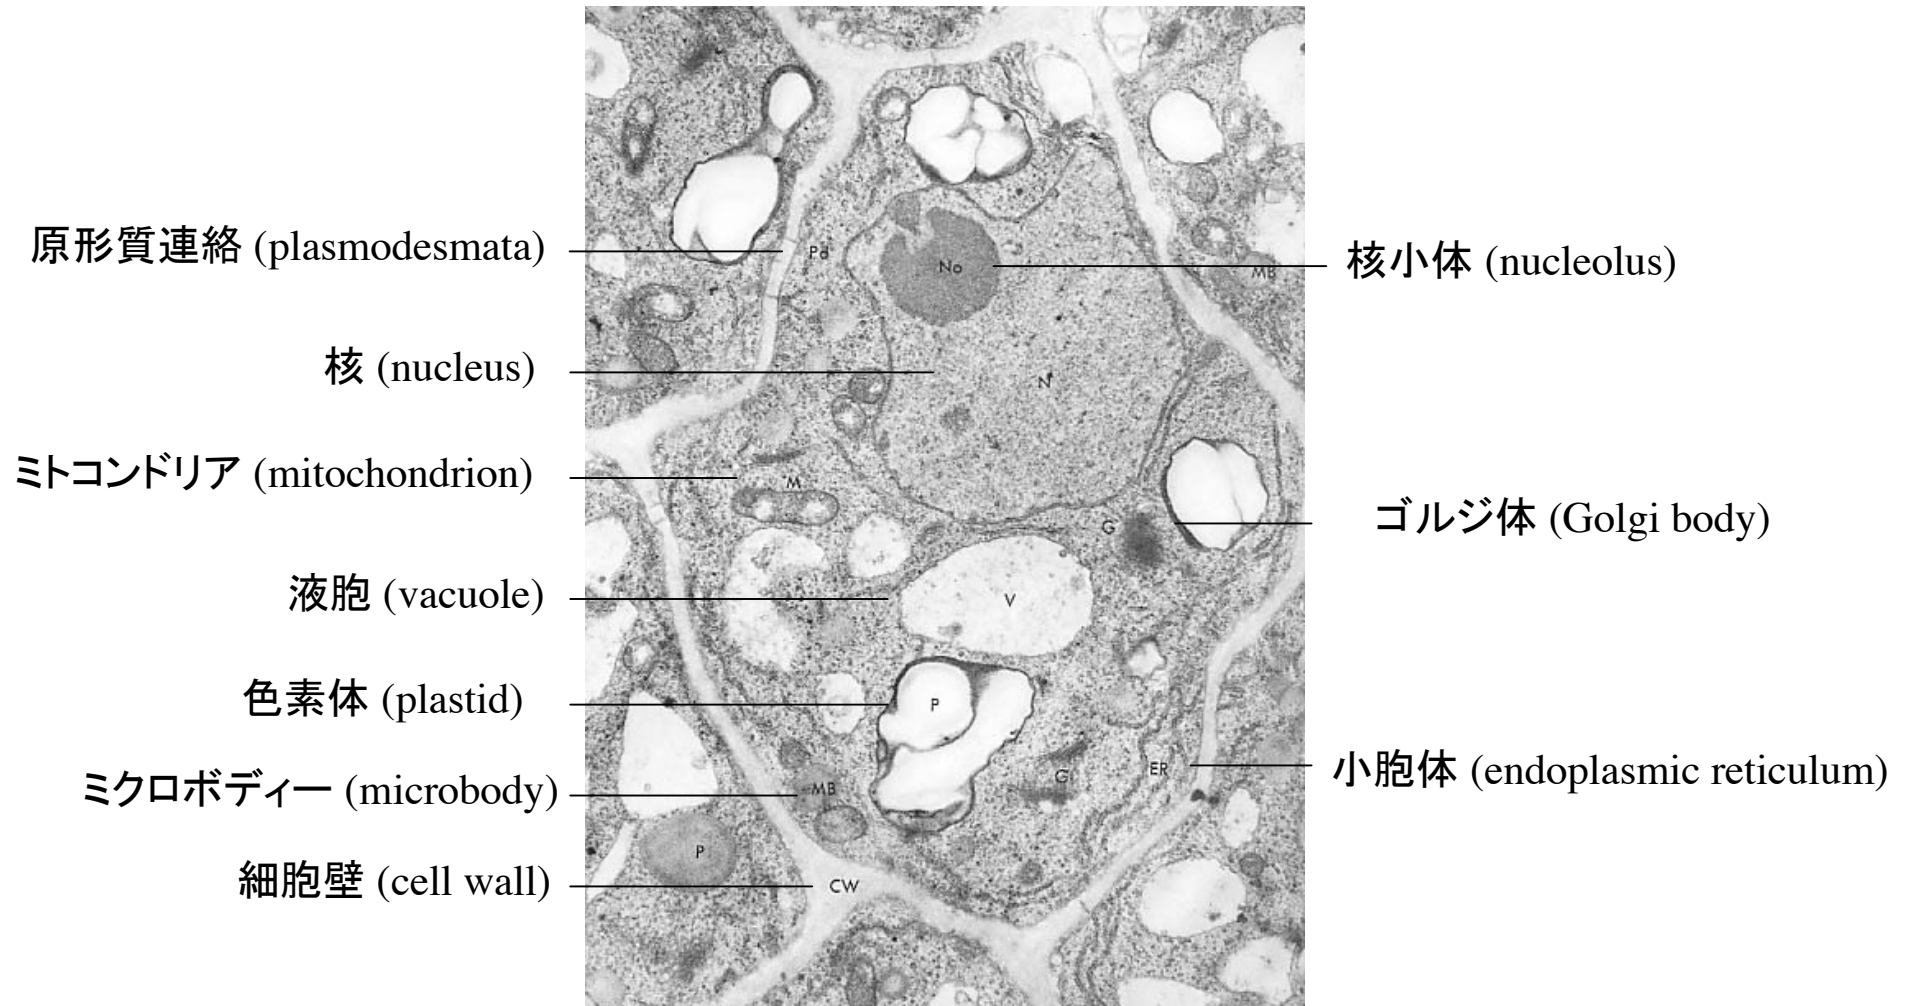 原形質連絡 (plasmodesmata)
核 (nucleus)
ミトコンドリア (mitochondrion)
液胞 (vacuole)
色素体 (plastid)
ミクロボディー (microbody)
細胞壁 (cell wall)
Pd
No
MB
N
M
G
V
P
G
ER
MB
P
CW
核小体 (nucleolus)
ゴルジ体 (Golgi body)
小胞体 (endoplasmic reticulum)